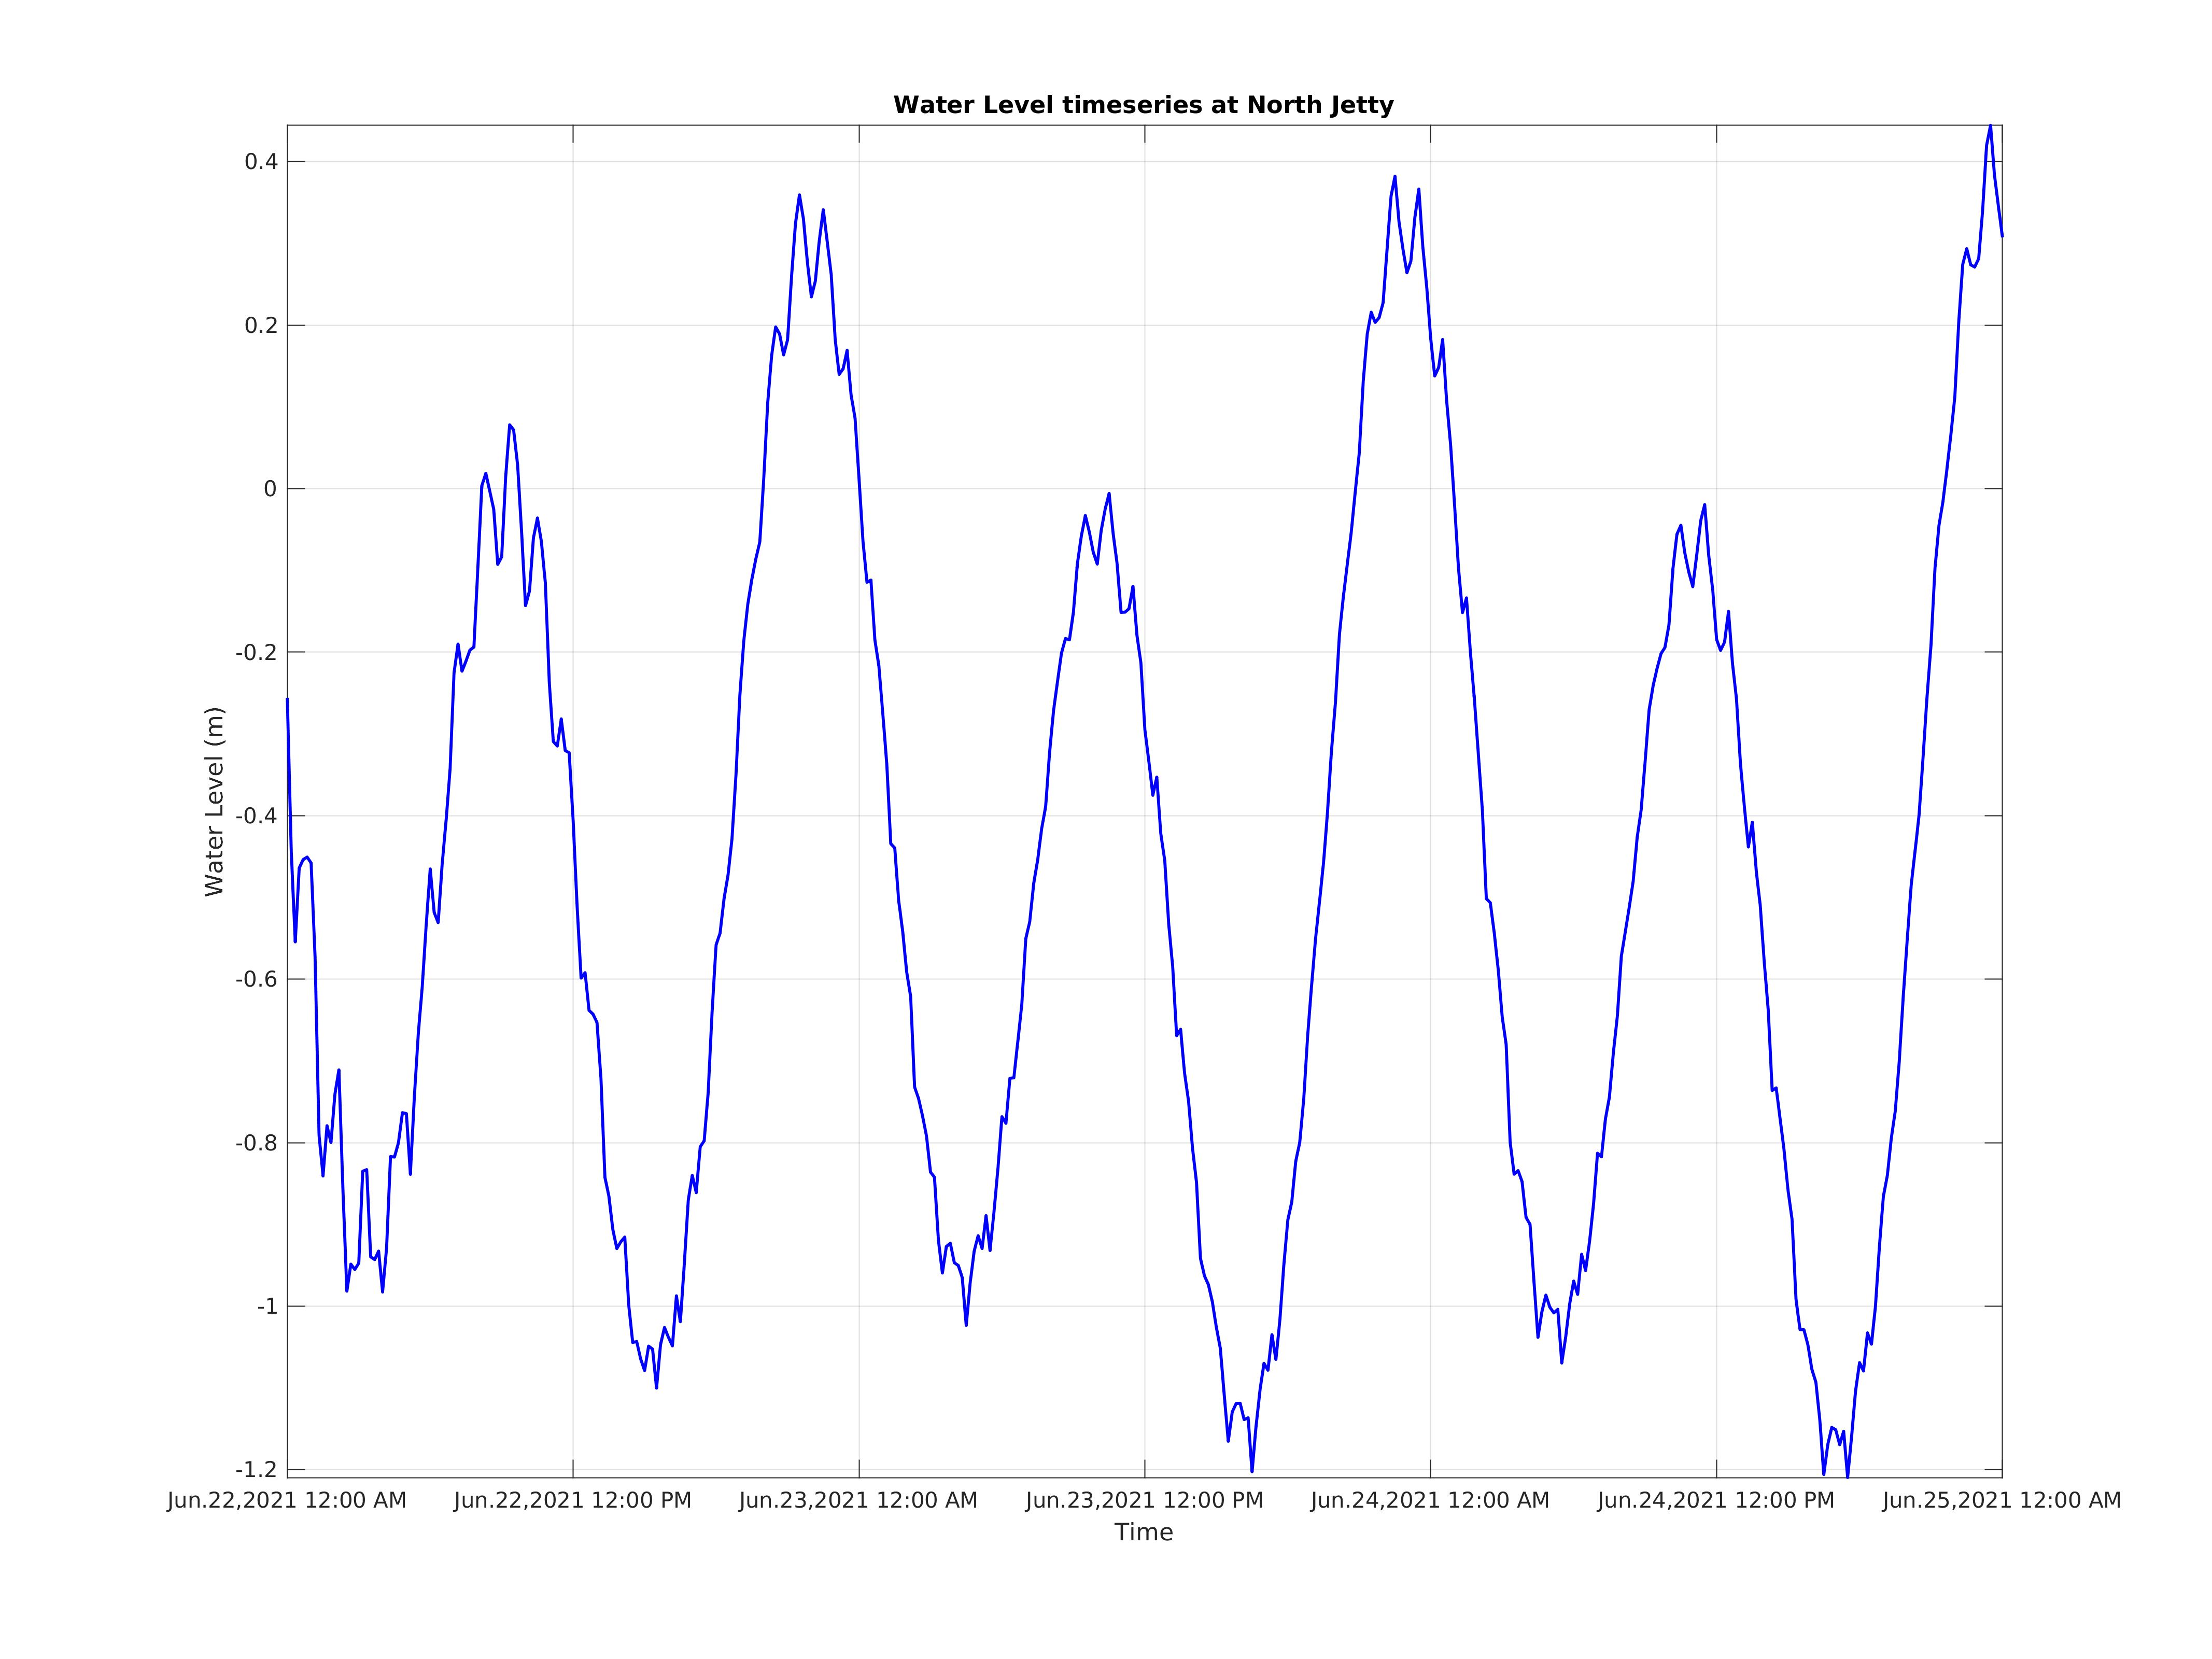 Water Level timeseries at North Jetty
0.4
0.2
0
-0.2
-0.4
-0.6
-0.8
-1
-1.2
Water Level (m)
Jun.22,2021 12:00 AM Jun.22,2021 12:00 PM Jun.23,2021 12:00 AM Jun.23,2021 12:00 PM Jun.24,2021 12:00 AM Jun.24,2021 12:00 PM Jun.25,2021 12:00 AM
Time